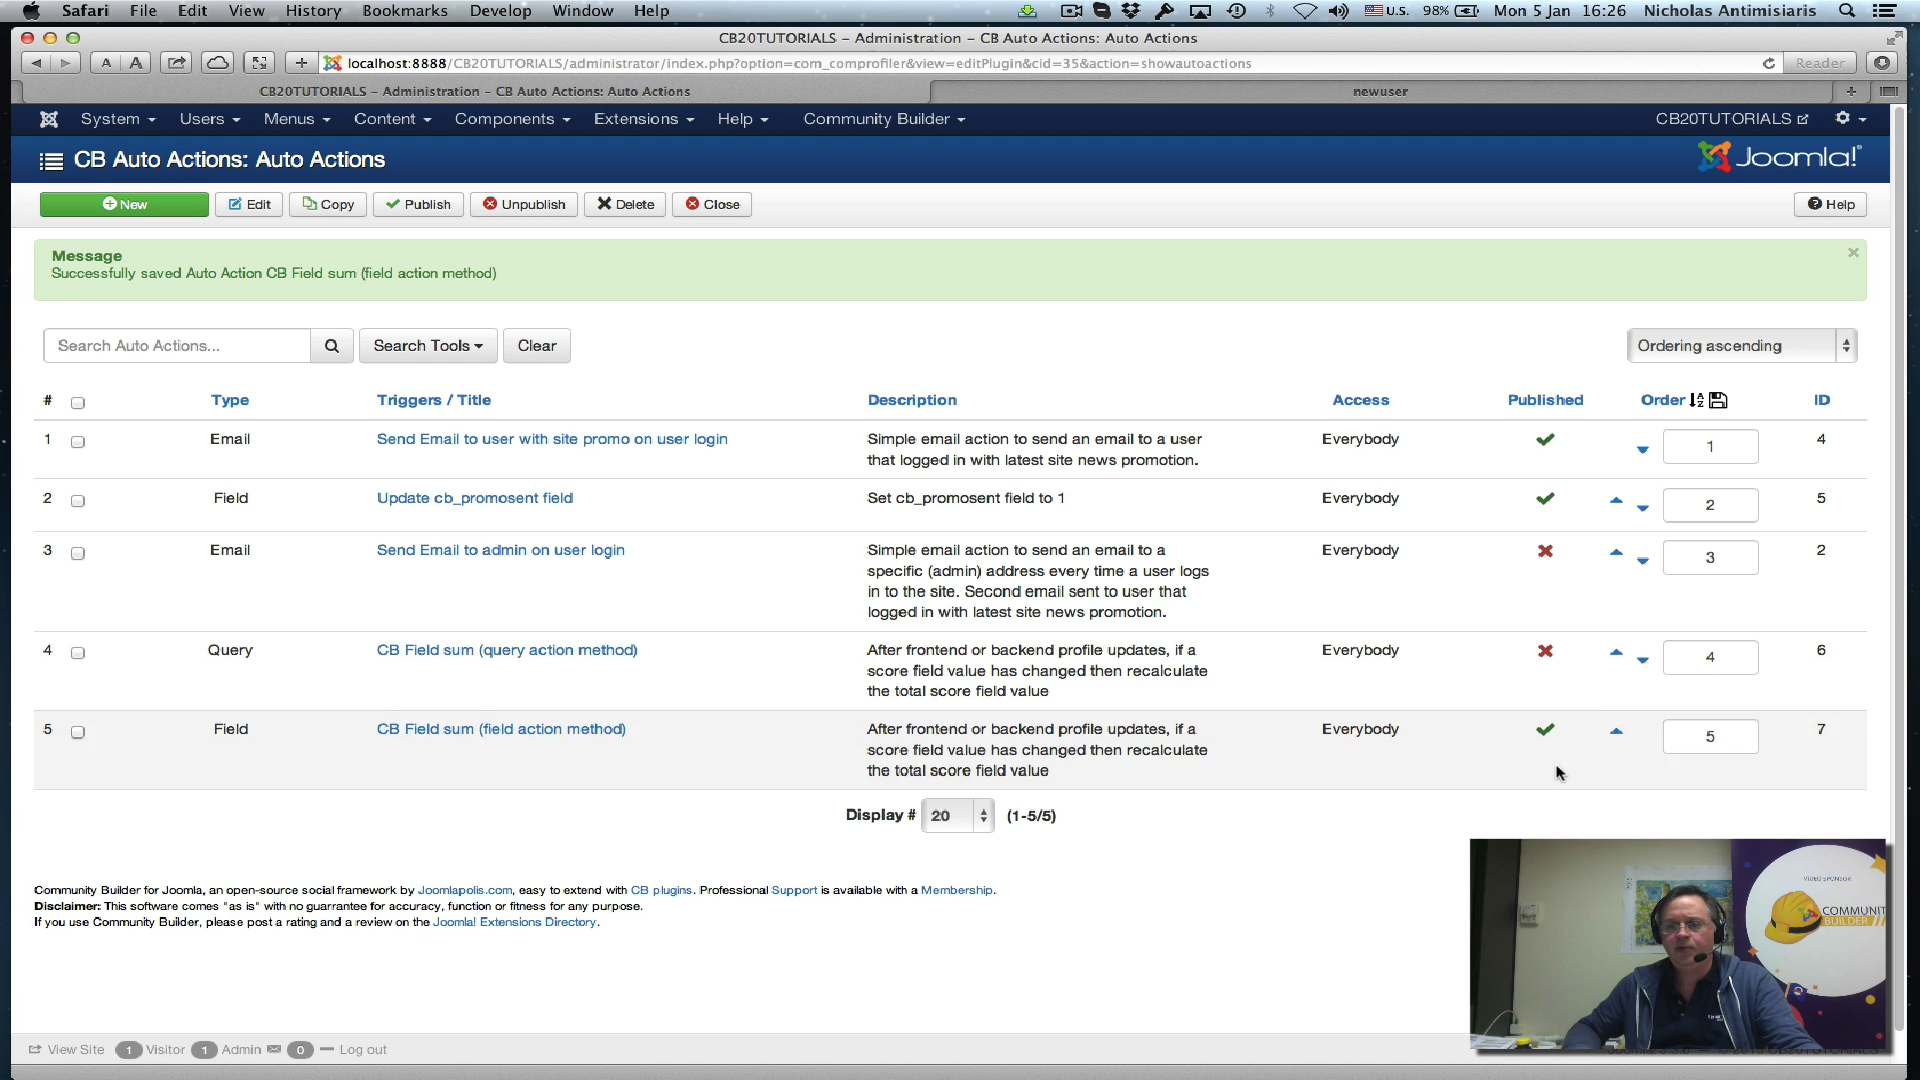 Safari File Edit View History Bookmarks Develop Window Help U.S. 98% Mon 5 Jan 16:26 Nicholas Antimisiaris
CB20TUTORIALS – Administration – CB Auto Actions: Auto Actions
A A + localhost:8888/CB20TUTORIALS/administrator/index.php?option=com_comprofiler&view=editPlugin&cid=35&action=showautoactions Reader
CB20TUTORIALS – Administration – CB Auto Actions: Auto Actions newuser +
System Users Menus Content Components Extensions Help Community Builder CB20TUTORIALS
CB Auto Actions: Auto Actions Joomla!
New Edit Copy Publish Unpublish Delete Close Help
Message
Successfully saved Auto Action CB Field sum (field action method)
Search Auto Actions... Search Tools Clear Ordering ascending
# Type Triggers / Title Description Access Published Order ID
1 Email Send Email to user with site promo on user login Simple email action to send an email to a user Everybody 1 4
that logged in with latest site news promotion.
2 Field Update cb_promosent field Set cb_promosent field to 1 Everybody 2 5
3 Email Send Email to admin on user login Simple email action to send an email to a Everybody 3 2
specific (admin) address every time a user logs
in to the site. Second email sent to user that
logged in with latest site news promotion.
4 Query CB Field sum (query action method) After frontend or backend profile updates, if a Everybody 4 6
score field value has changed then recalculate
the total score field value
5 Field CB Field sum (field action method) After frontend or backend profile updates, if a Everybody 5 7
score field value has changed then recalculate
the total score field value
Display # 20 (1-5/5)
VIDEO SPONSOR
COMMUNI
BUILDER
Community Builder for Joomla, an open-source social framework by Joomlapolis.com, easy to extend with CB plugins. Professional Support is available with a Membership..
Disclaimer: This software comes "as is" with no guarrantee for accuracy, function or fitness for any purpose.
If you use Community Builder, please post a rating and a review on the Joomla! Extensions Directory.
View Site 1 Visitor 1 Admin 0 Log out